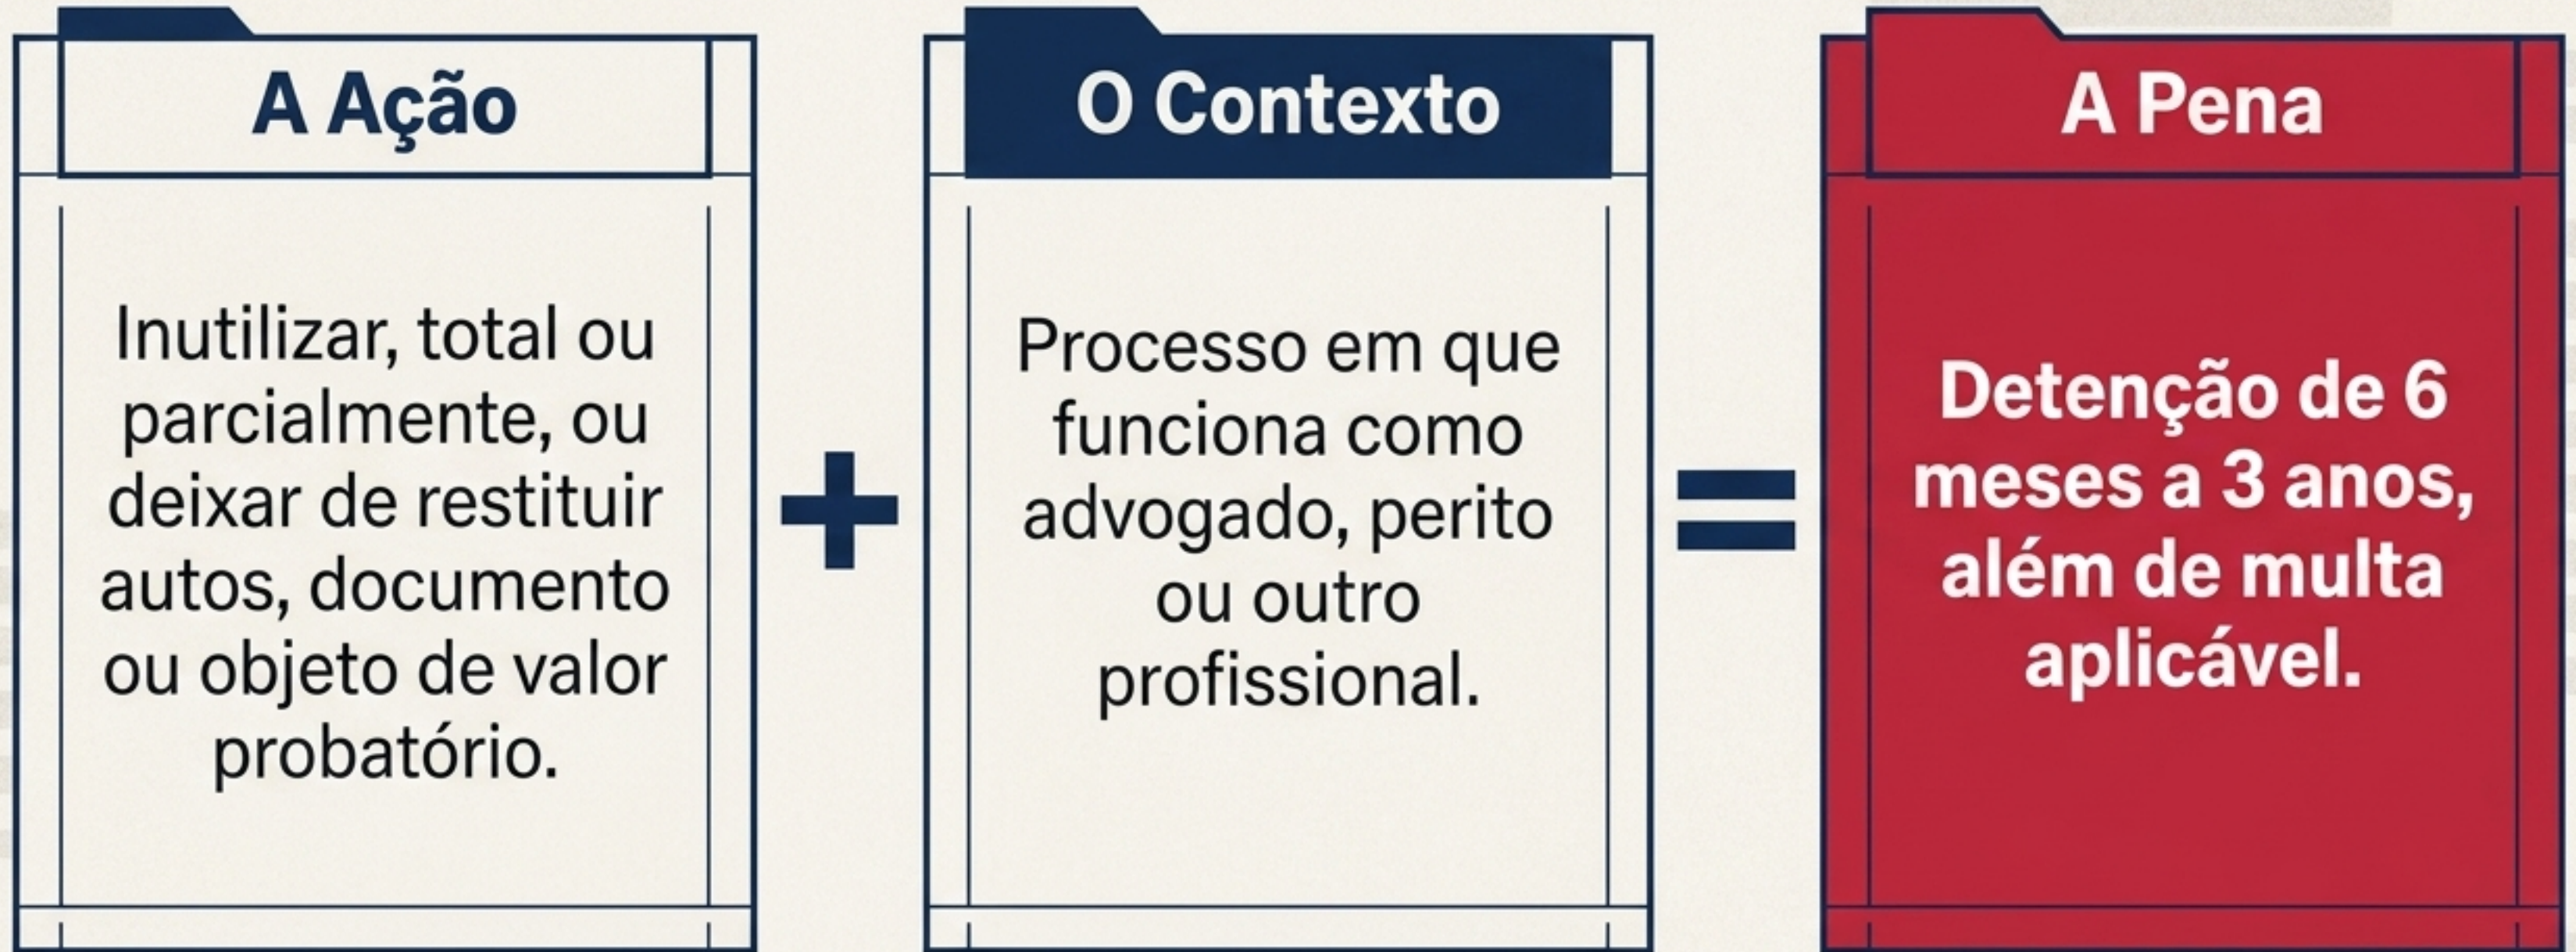 A Ação
Inutilizar, total ou
parcialmente, ou
deixar de restituir
autos, documento
ou objeto de valor
probatório.
+
O Contexto
Processo em que
funciona como
advogado, perito
ou outro
profissional.
=
A Pena
Detenção de 6
meses a 3 anos,
além de multa
aplicável.